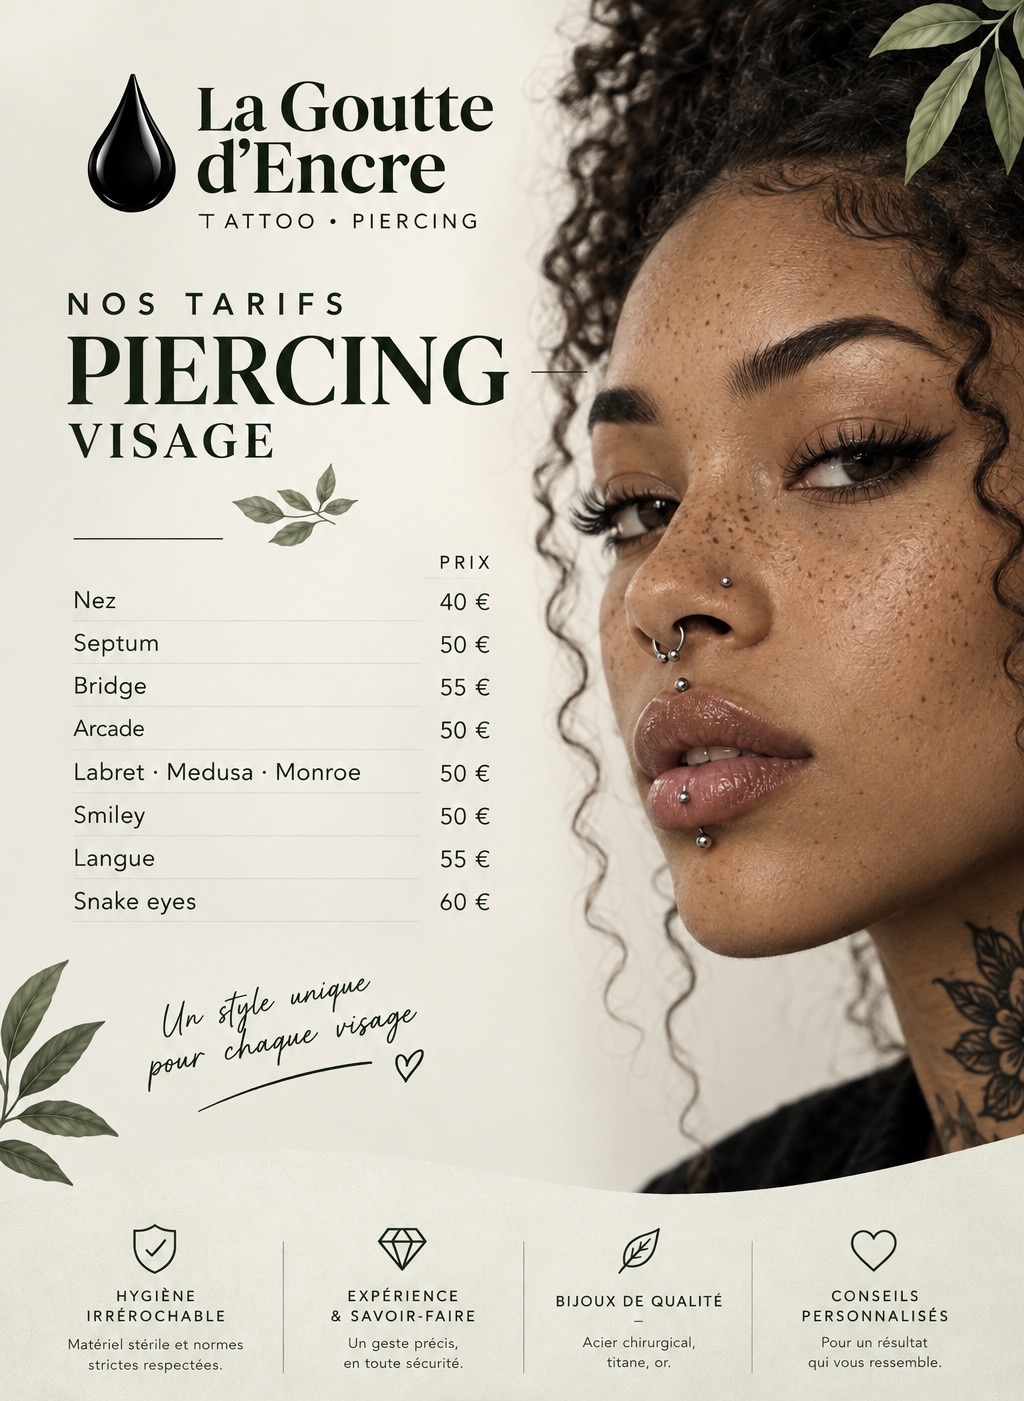 La Goutte
d'Encre
TATTOO • PIERCING
NOS TARIFS
PIERCING
VISAGE
PRIX
Nez 40 €
Septum 50 €
Bridge 55 €
Arcade 50 €
Labret · Medusa · Monroe 50 €
Smiley 50 €
Langue 55 €
Snake eyes 60 €
Un style unique
pour chaque visage
HYGIÈNE
IRRÉROCHABLE
Matériel stérile et normes
strictes respectées.
EXPÉRIENCE
& SAVOIR-FAIRE
Un geste précis,
en toute sécurité.
BIJOUX DE QUALITÉ
Acier chirurgical,
titane, or.
CONSEILS
PERSONNALISÉS
Pour un résultat
qui vous ressemble.